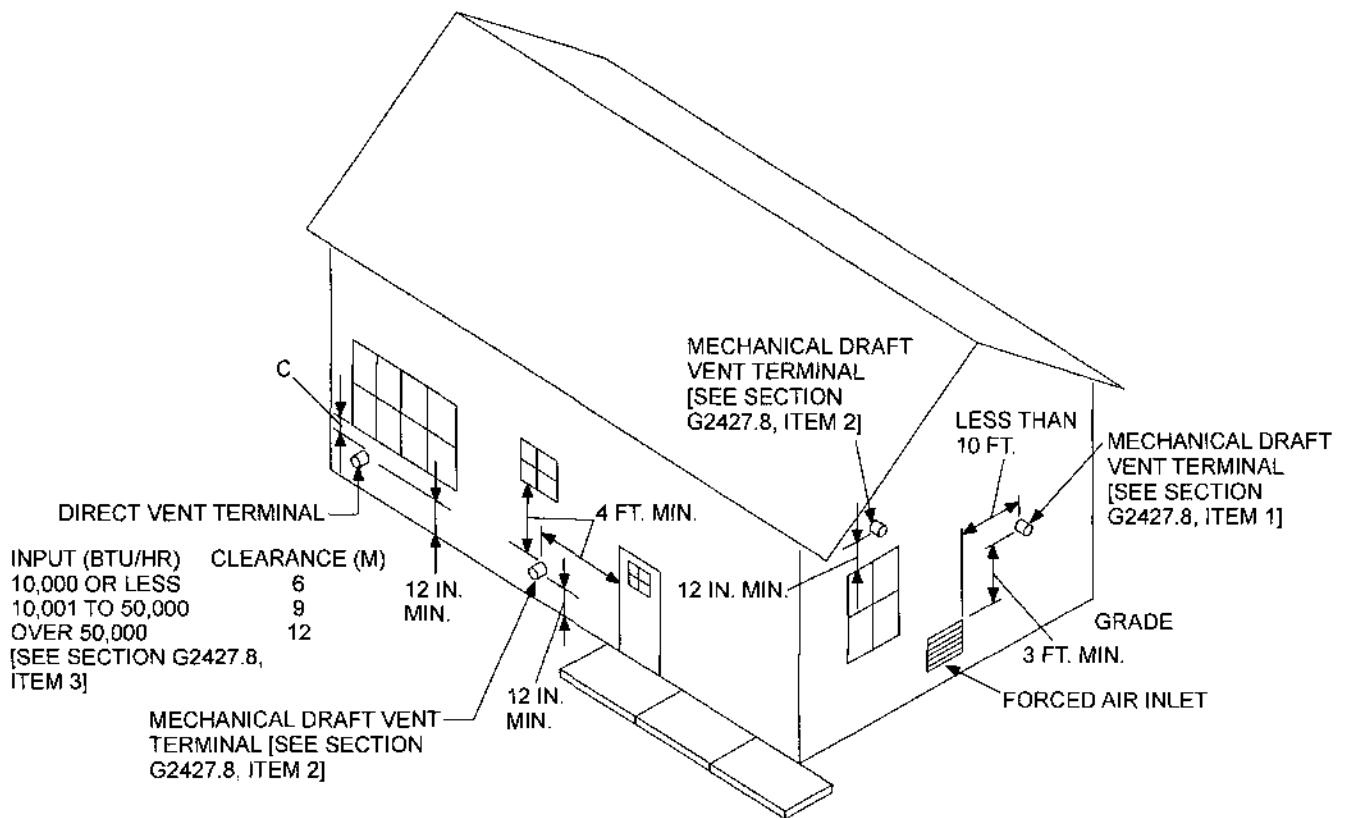 MECHANICAL DRAFT
VENT TERMINAL
[SEE SECTION
G2427.8, ITEM 2]
LESS THAN
10 FT.
MECHANICAL DRAFT
VENT TERMINAL
[SEE SECTION
G2427.8, ITEM 1]
C
DIRECT VENT TERMINAL
4 FT. MIN.
INPUT (BTU/HR) CLEARANCE (M)
10,000 OR LESS 6
10,001 TO 50,000 9
OVER 50,000 12
[SEE SECTION G2427.8,
ITEM 3]
12 IN.
MIN.
12 IN. MIN.
GRADE
3 FT. MIN.
FORCED AIR INLET
12 IN.
MIN.
MECHANICAL DRAFT VENT
TERMINAL [SEE SECTION
G2427.8, ITEM 2]